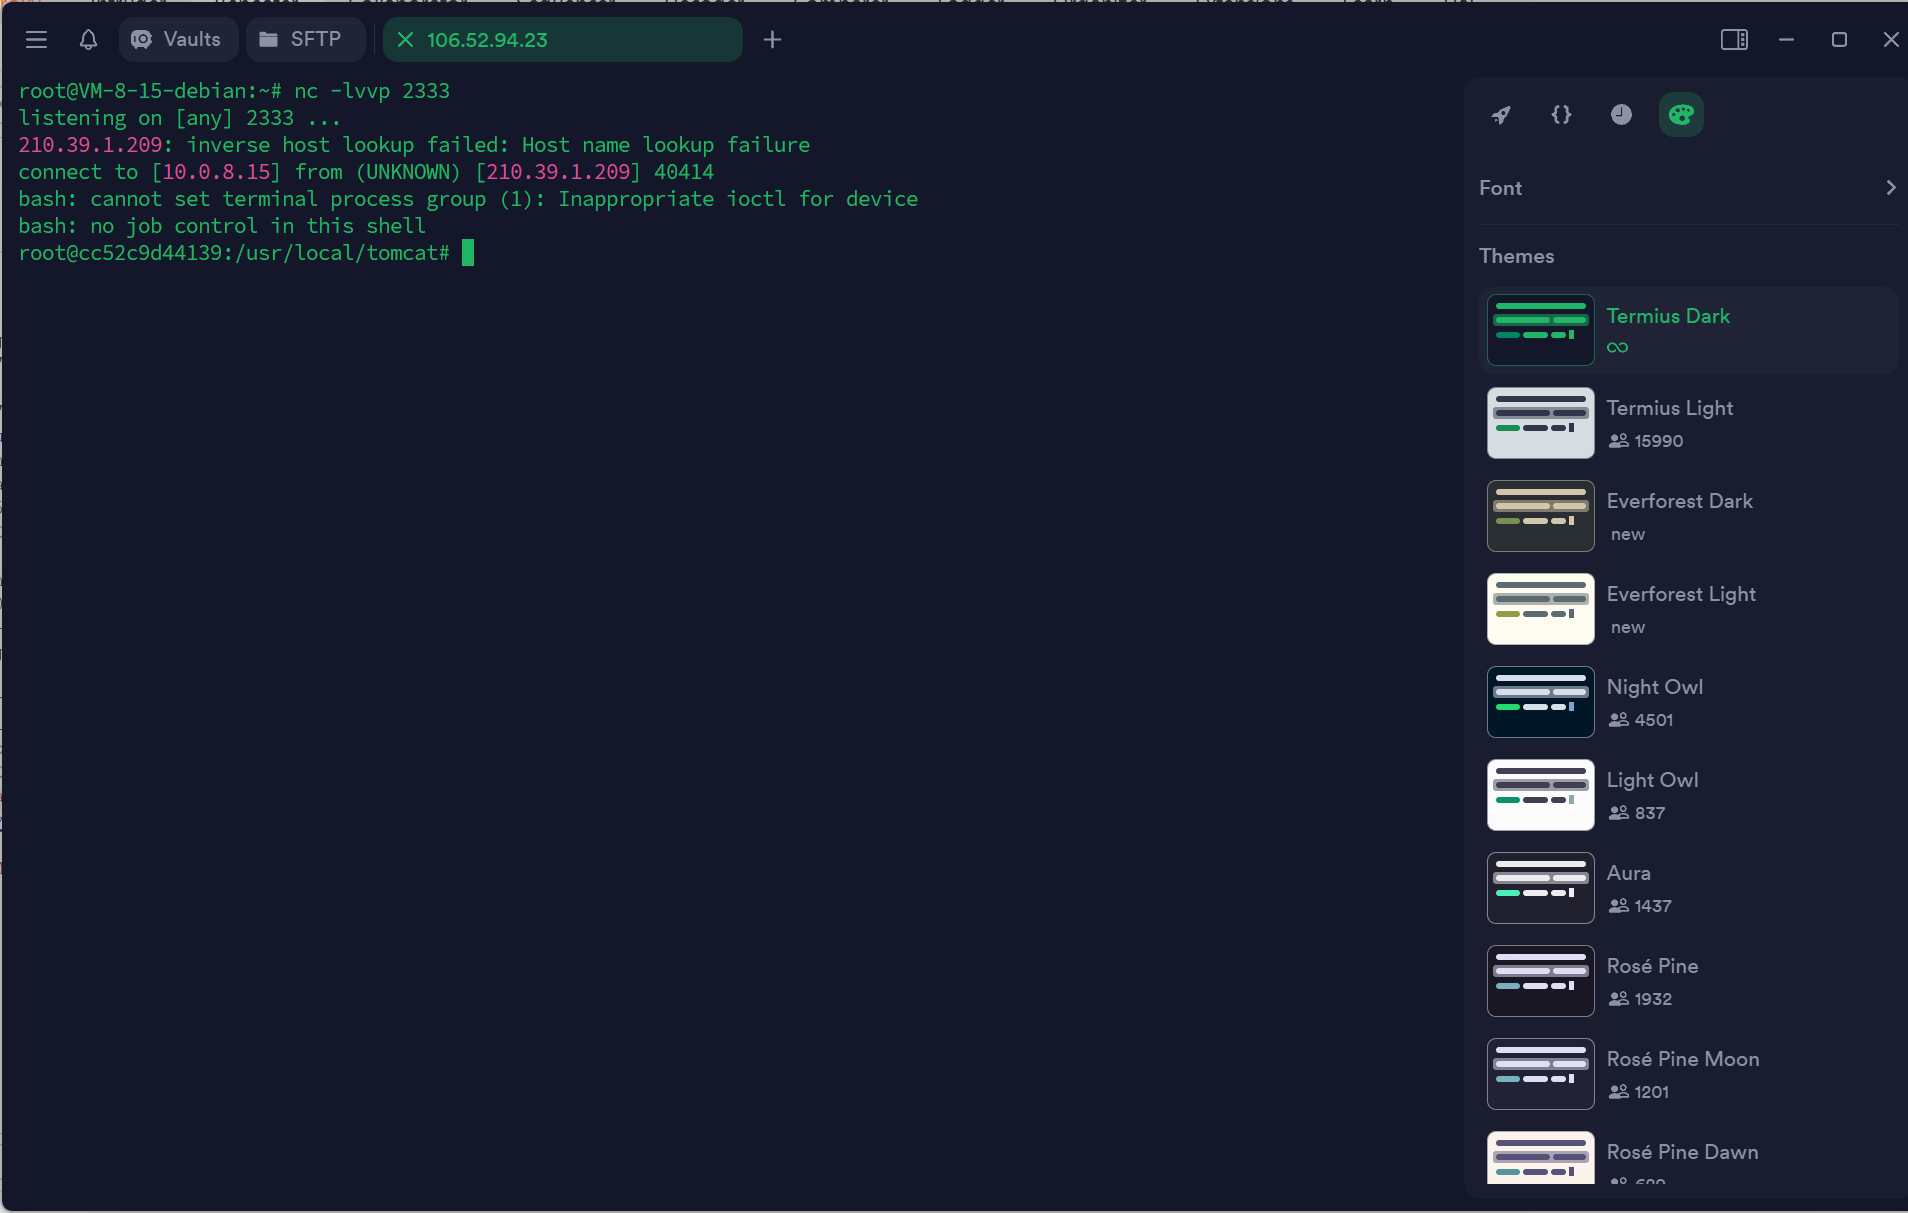 Vaults
SFTP
106.52.94.23
root@VM-8-15-debian:~# nc -lvvp 2333
listening on [any] 2333 ...
210.39.1.209: inverse host lookup failed: Host name lookup failure
connect to [10.0.8.15] from (UNKNOWN) [210.39.1.209] 40414
bash: cannot set terminal process group (1): Inappropriate ioctl for device
bash: no job control in this shell
root@cc52c9d44139:/usr/local/tomcat#
Font
Themes
Termius Dark
Termius Light
15990
Everforest Dark
new
Everforest Light
new
Night Owl
4501
Light Owl
837
Aura
1437
Rosé Pine
1932
Rosé Pine Moon
1201
Rosé Pine Dawn